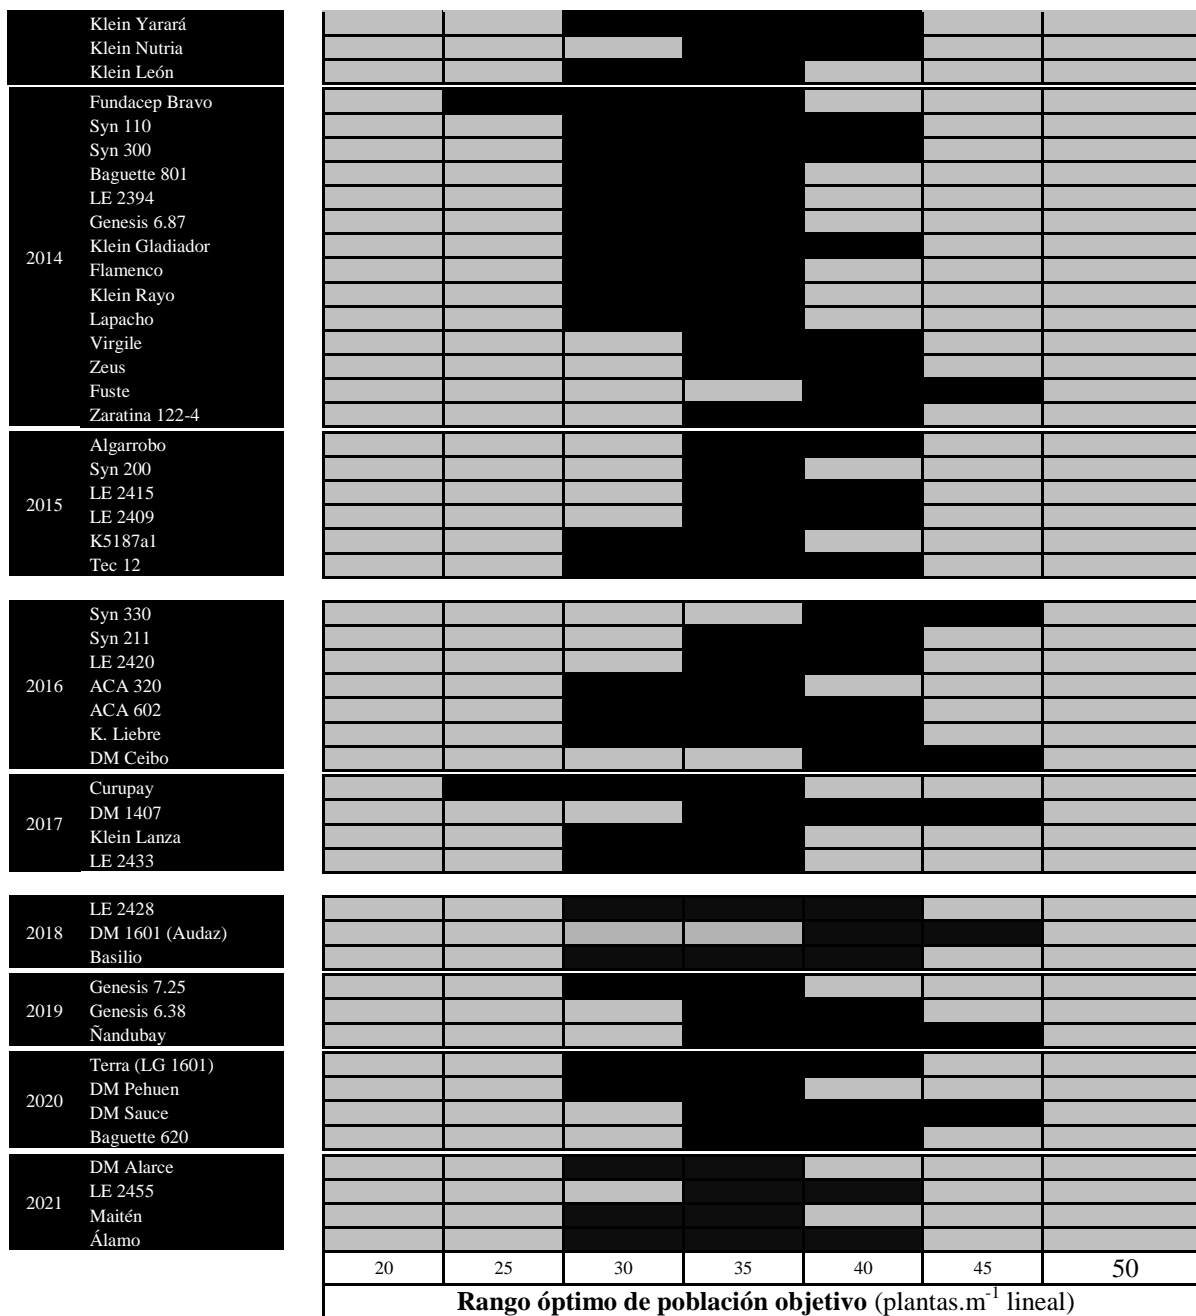 Klein Yarará
Klein Nutria
Klein León
2014
Fundacep Bravo
Syn 110
Syn 300
Baguette 801
LE 2394
Genesis 6.87
Klein Gladiador
Flamenco
Klein Rayo
Lapacho
Virgile
Zeus
Fuste
Zaratina 122-4
2015
Algarrobo
Syn 200
LE 2415
LE 2409
K5187a1
Tec 12
2016
Syn 330
Syn 211
LE 2420
ACA 320
ACA 602
K. Liebre
DM Ceibo
2017
Curupay
DM 1407
Klein Lanza
LE 2433
2018
LE 2428
DM 1601 (Audaz)
Basilio
2019
Genesis 7.25
Genesis 6.38
Ñandubay
2020
Terra (LG 1601)
DM Pehuen
DM Sauce
Baguette 620
2021
DM Alarce
LE 2455
Maitén
Álamo
20 25 30 35 40 45 50
Rango óptimo de población objetivo (plantas.m⁻¹ lineal)